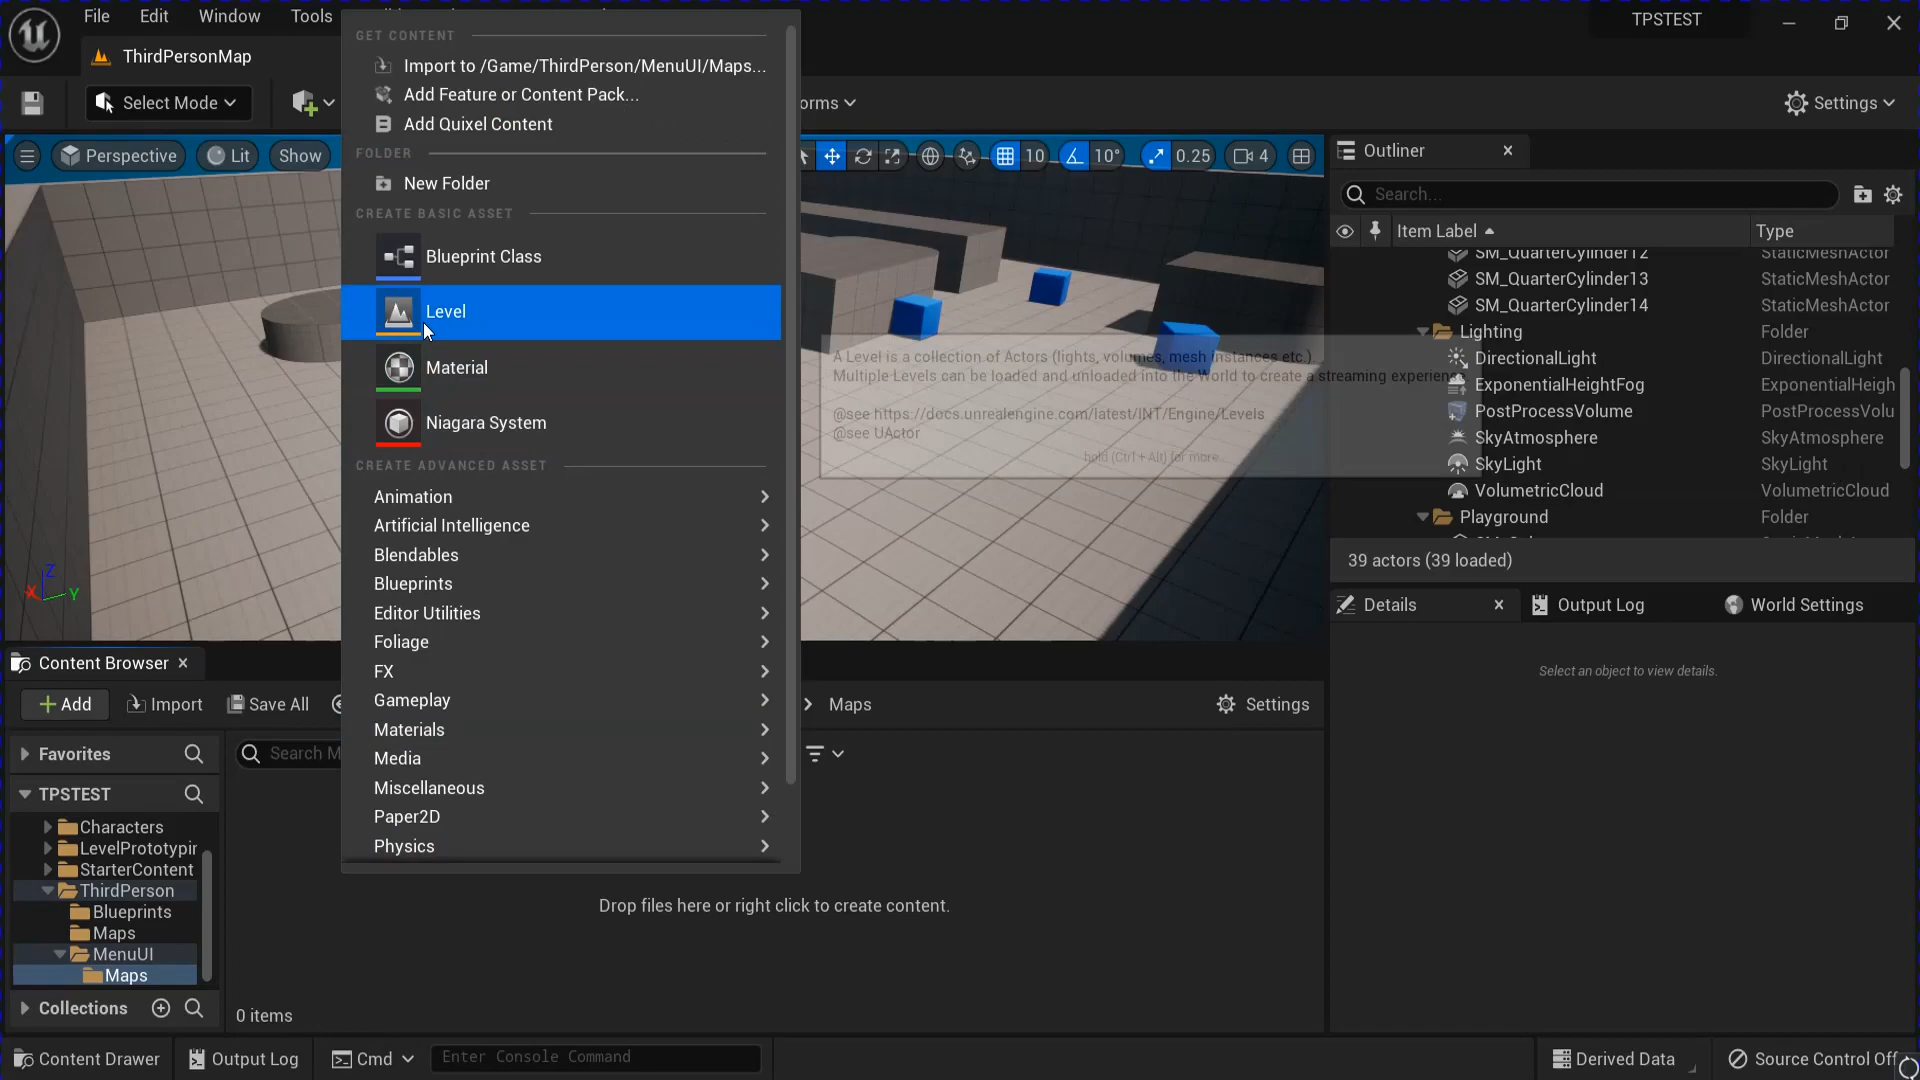 File Edit Window Tools
TPSTEST
ThirdPersonMap
Select Mode
orms
Settings
Perspective
Lit
Show
10
10°
0.25
4
GET CONTENT
Import to /Game/ThirdPerson/MenuUI/Maps...
Add Feature or Content Pack...
Add Quixel Content
FOLDER
New Folder
CREATE BASIC ASSET
Blueprint Class
Level
Material
Niagara System
CREATE ADVANCED ASSET
Animation
Artificial Intelligence
Blendables
Blueprints
Editor Utilities
Foliage
FX
Gameplay
Materials
Media
Miscellaneous
Paper2D
Physics
A Level is a collection of Actors (lights, volumes, mesh instances etc.)
Multiple Levels can be loaded and unloaded into the World to create a streaming experience
@see https://docs.unrealengine.com/latest/INT/Engine/Levels
@see UActor
hold (Ctrl + Alt) for more
X
Y
Z
Outliner
Search...
Item Label Type
SM_QuarterCylinder12 StaticMeshActor
SM_QuarterCylinder13 StaticMeshActor
SM_QuarterCylinder14 StaticMeshActor
Lighting Folder
DirectionalLight DirectionalLight
ExponentialHeightFog ExponentialHeigh
PostProcessVolume PostProcessVolu
SkyAtmosphere SkyAtmosphere
SkyLight SkyLight
VolumetricCloud VolumetricCloud
Playground Folder
39 actors (39 loaded)
Details
Output Log
World Settings
Select an object to view details.
Content Browser
Add
Import
Save All
Maps
Settings
Favorites
Search M
TPSTEST
Characters
LevelPrototypin
StarterContent
ThirdPerson
Blueprints
Maps
MenuUI
Maps
Collections
Drop files here or right click to create content.
0 items
Content Drawer
Output Log
Cmd
Enter Console Command
Derived Data
Source Control Off